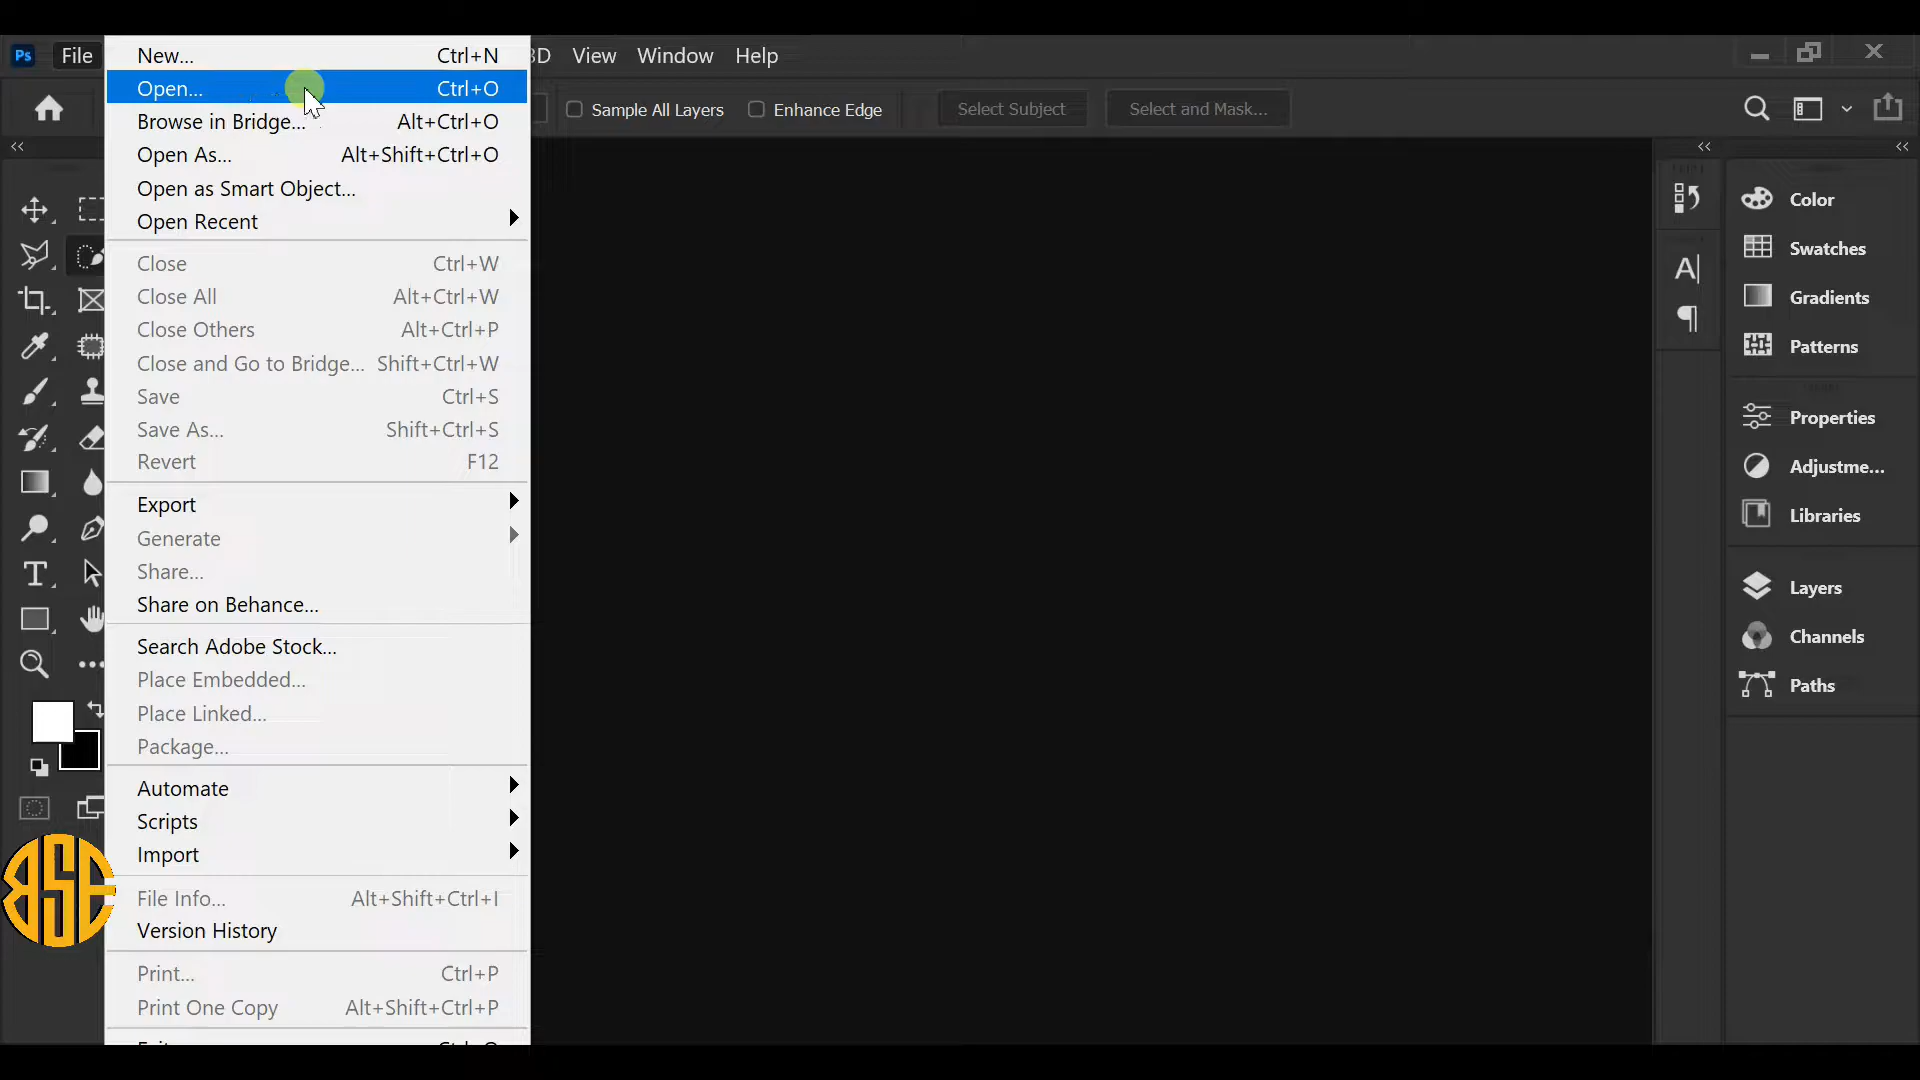 Ps File 3D View Window Help
New... Ctrl+N
Open... Ctrl+O
Browse in Bridge... Alt+Ctrl+O
Open As... Alt+Shift+Ctrl+O
Open as Smart Object...
Open Recent
Close Ctrl+W
Close All Alt+Ctrl+W
Close Others Alt+Ctrl+P
Close and Go to Bridge... Shift+Ctrl+W
Save Ctrl+S
Save As... Shift+Ctrl+S
Revert F12
Export
Generate
Share...
Share on Behance...
Search Adobe Stock...
Place Embedded...
Place Linked...
Package...
Automate
Scripts
Import
File Info... Alt+Shift+Ctrl+I
Version History
Print... Ctrl+P
Print One Copy Alt+Shift+Ctrl+P
Sample All Layers Enhance Edge Select Subject Select and Mask...
Color
Swatches
Gradients
Patterns
Properties
Adjustme...
Libraries
Layers
Channels
Paths
BSE